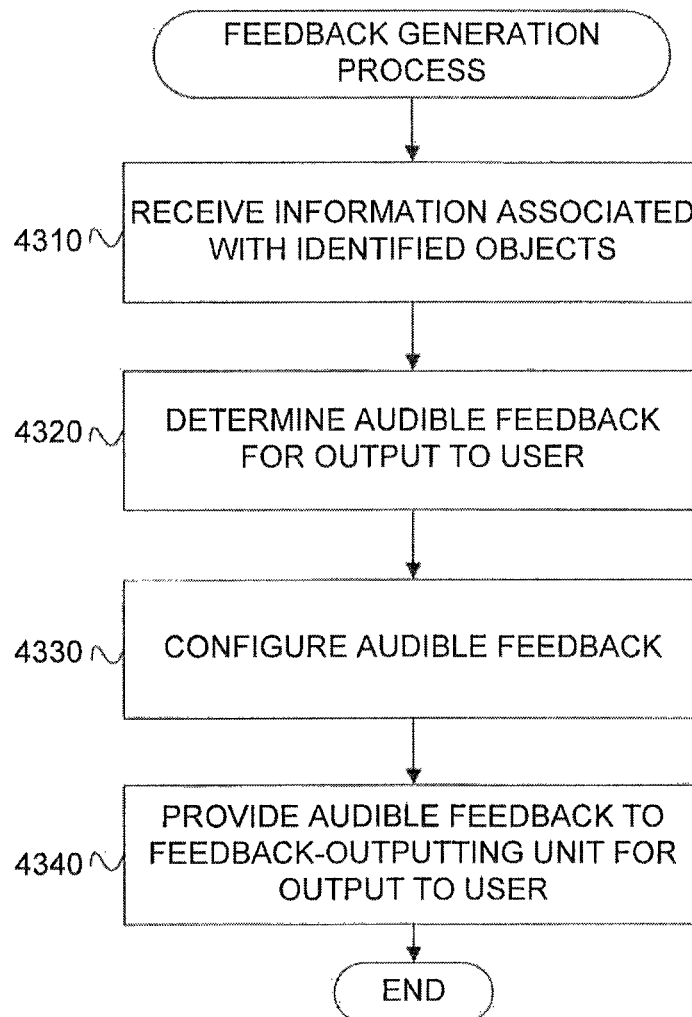 FEEDBACK GENERATION
PROCESS
4310
RECEIVE INFORMATION ASSOCIATED
WITH IDENTIFIED OBJECTS
4320
DETERMINE AUDIBLE FEEDBACK
FOR OUTPUT TO USER
4330
CONFIGURE AUDIBLE FEEDBACK
4340
PROVIDE AUDIBLE FEEDBACK TO
FEEDBACK-OUTPUTTING UNIT FOR
OUTPUT TO USER
END